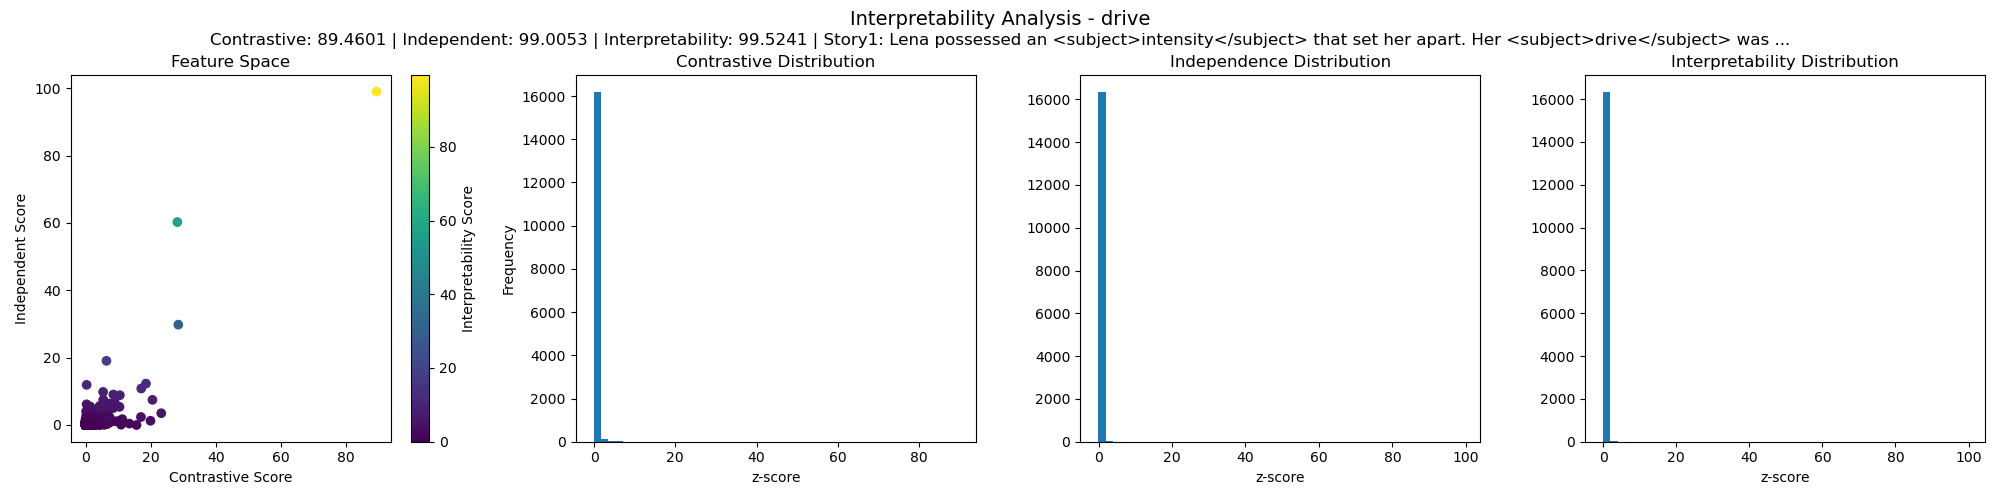 Interpretability Analysis - drive
Contrastive: 89.4601 | Independent: 99.0053 | Interpretability: 99.5241 | Story1: Lena possessed an <subject>intensity</subject> that set her apart. Her <subject>drive</subject> was ...
Feature Space
100
80
60
40
20
0
Independent Score
0 20 40 60 80
Contrastive Score
80
60
40
20
0
Interpretability Score
Contrastive Distribution
16000
14000
12000
10000
8000
6000
4000
2000
0
Frequency
0 20 40 60 80
z-score
Independence Distribution
16000
14000
12000
10000
8000
6000
4000
2000
0
0 20 40 60 80 100
z-score
Interpretability Distribution
16000
14000
12000
10000
8000
6000
4000
2000
0
0 20 40 60 80 100
z-score